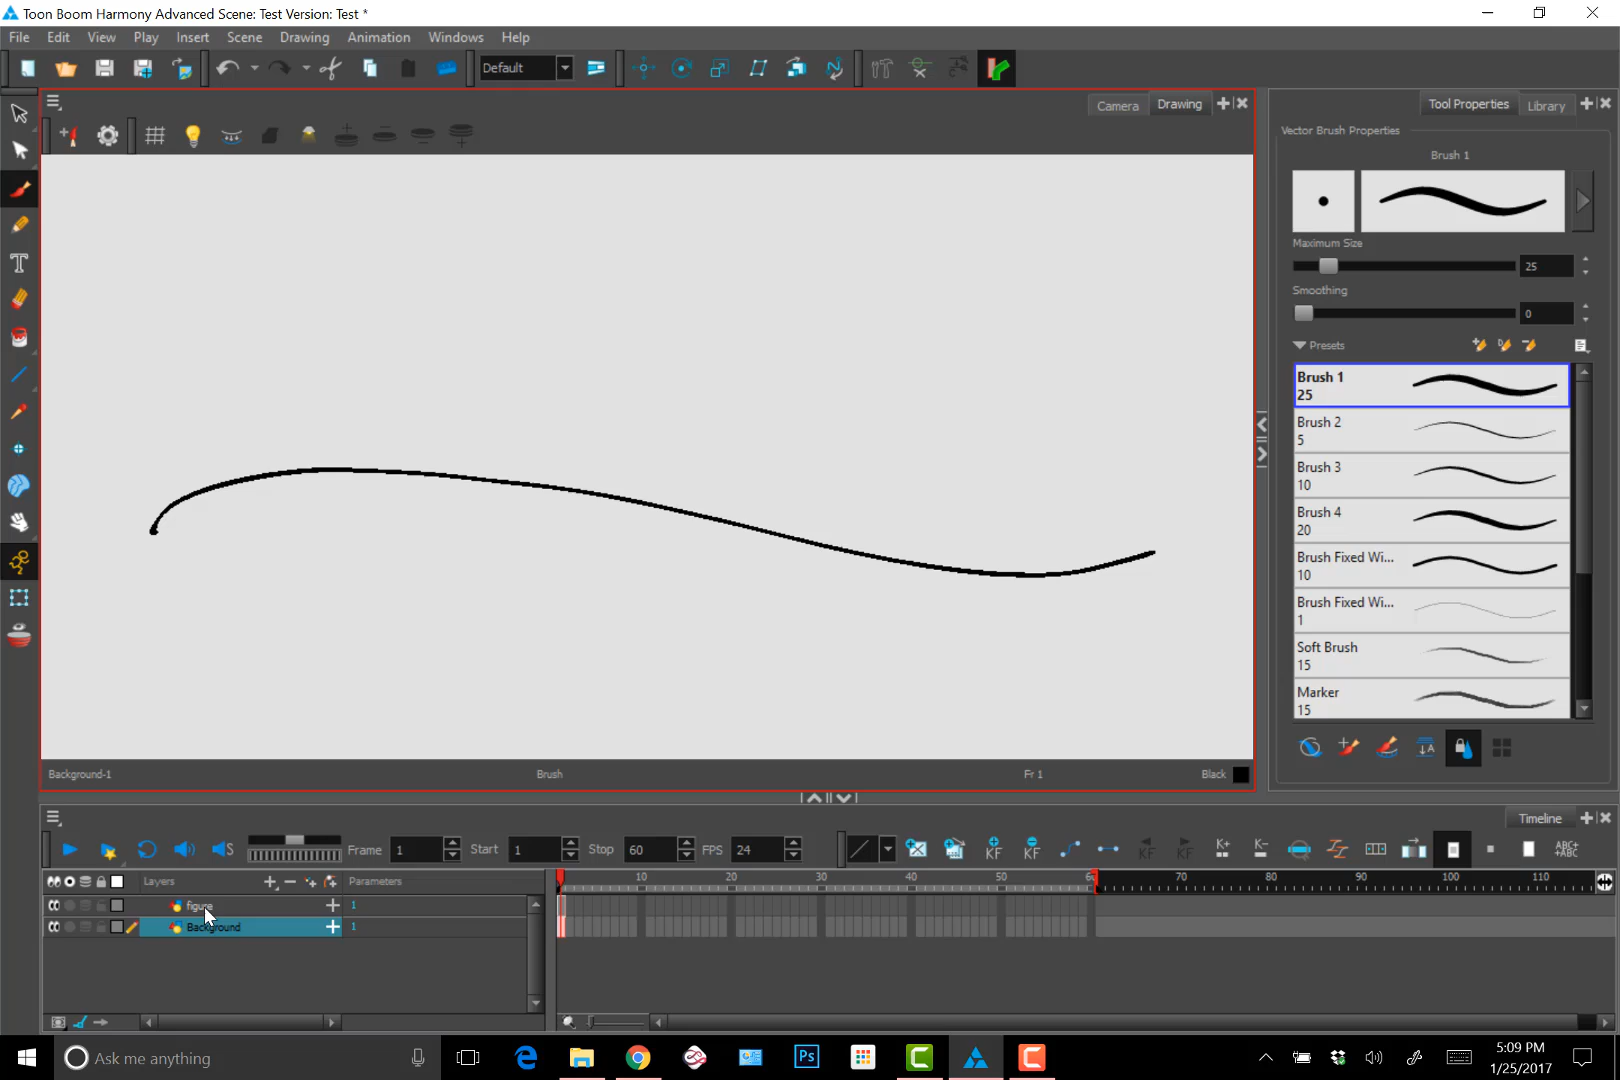 Toon Boom Harmony Advanced Scene: Test Version: Test *
File Edit View Play Insert Scene Drawing Animation Windows Help
Default
Camera Drawing
Tool Properties Library
Vector Brush Properties
Brush 1
Maximum Size
25
Smoothing
0
Presets
Brush 1
25
Brush 2
5
Brush 3
10
Brush 4
20
Brush Fixed Wi...
10
Brush Fixed Wi...
1
Soft Brush
15
Marker
15
Background-1 Brush Fr 1 Black
Timeline
Frame 1 Start 1 Stop 60 FPS 24
Layers Parameters
10 20 30 40 50 6 70 80 90 100 110
figure 1
Background 1
Ask me anything
5:09 PM
1/25/2017